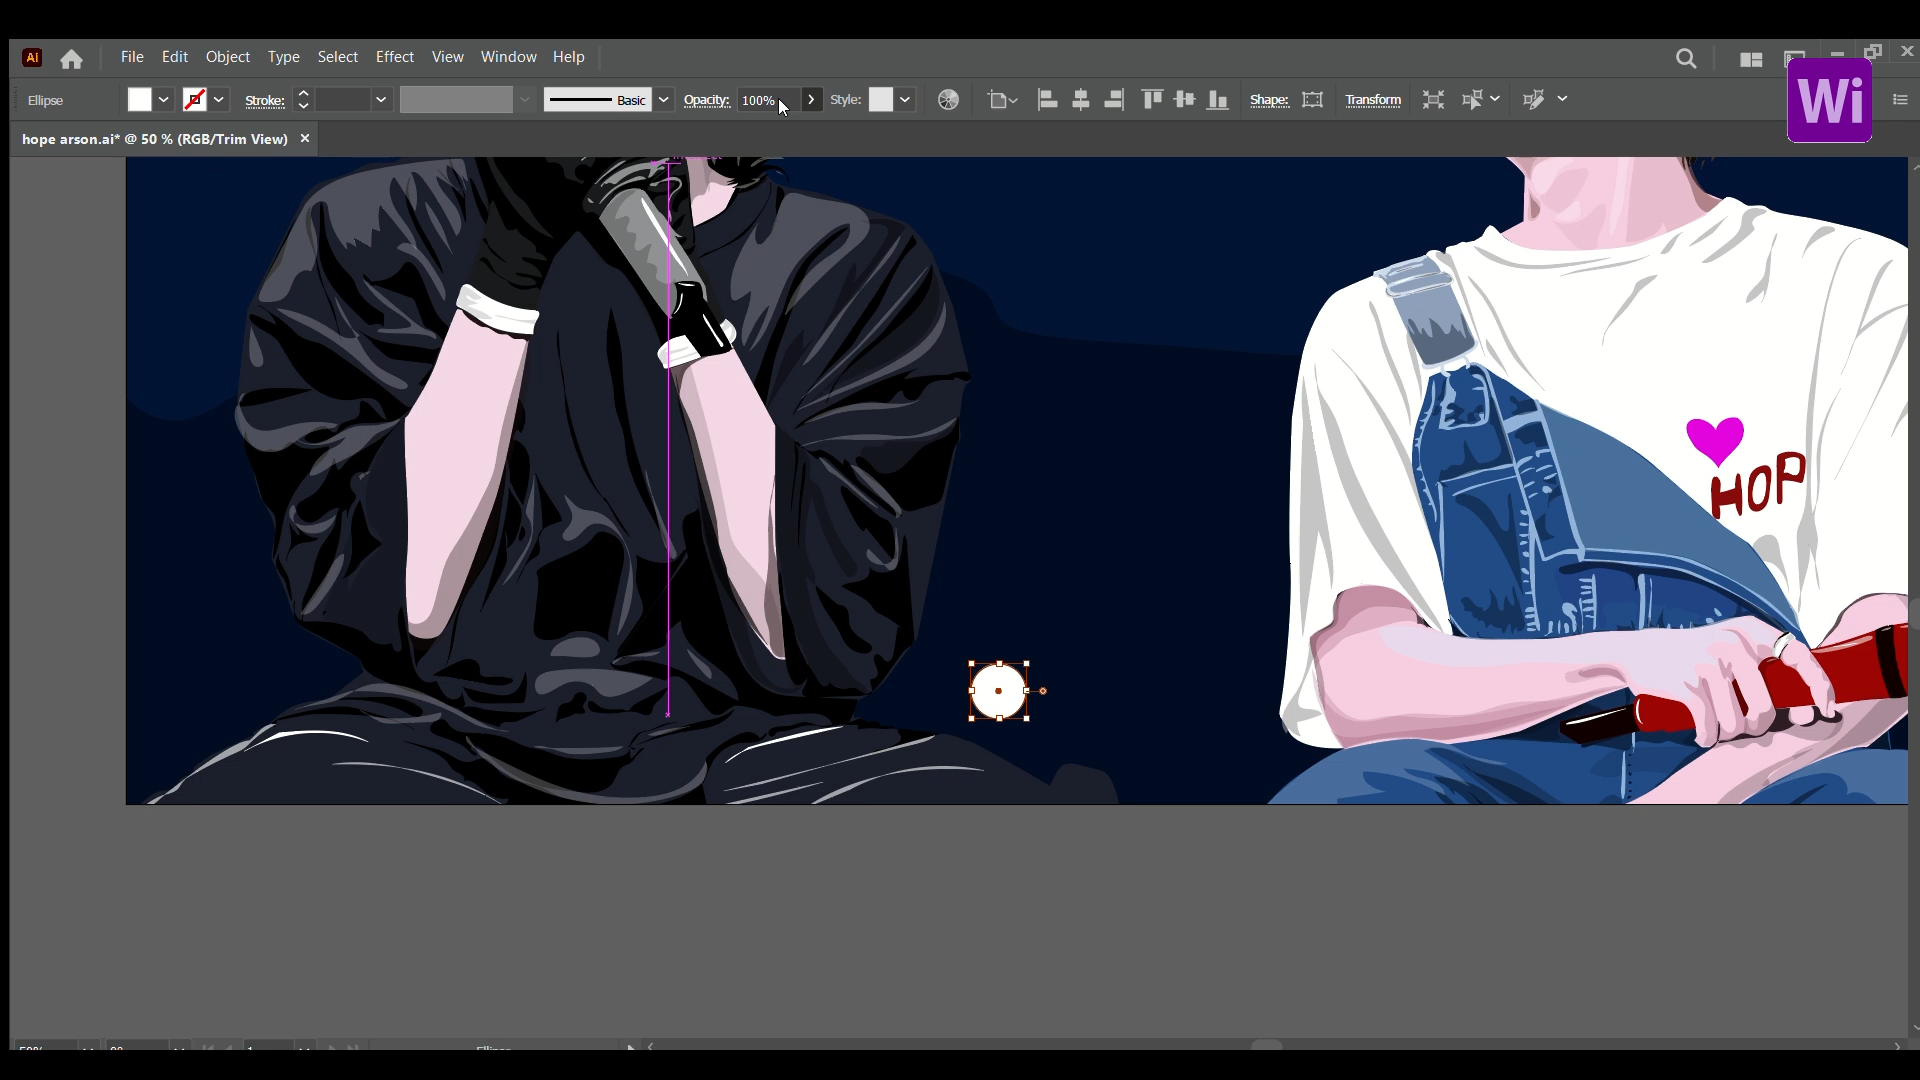 Ai File Edit Object Type Select Effect View Window Help
Ellipse Stroke: Basic Opacity: 100% Style: Shape: Transform
Wi
hope arson.ai* @ 50 % (RGB/Trim View) ×
HOP